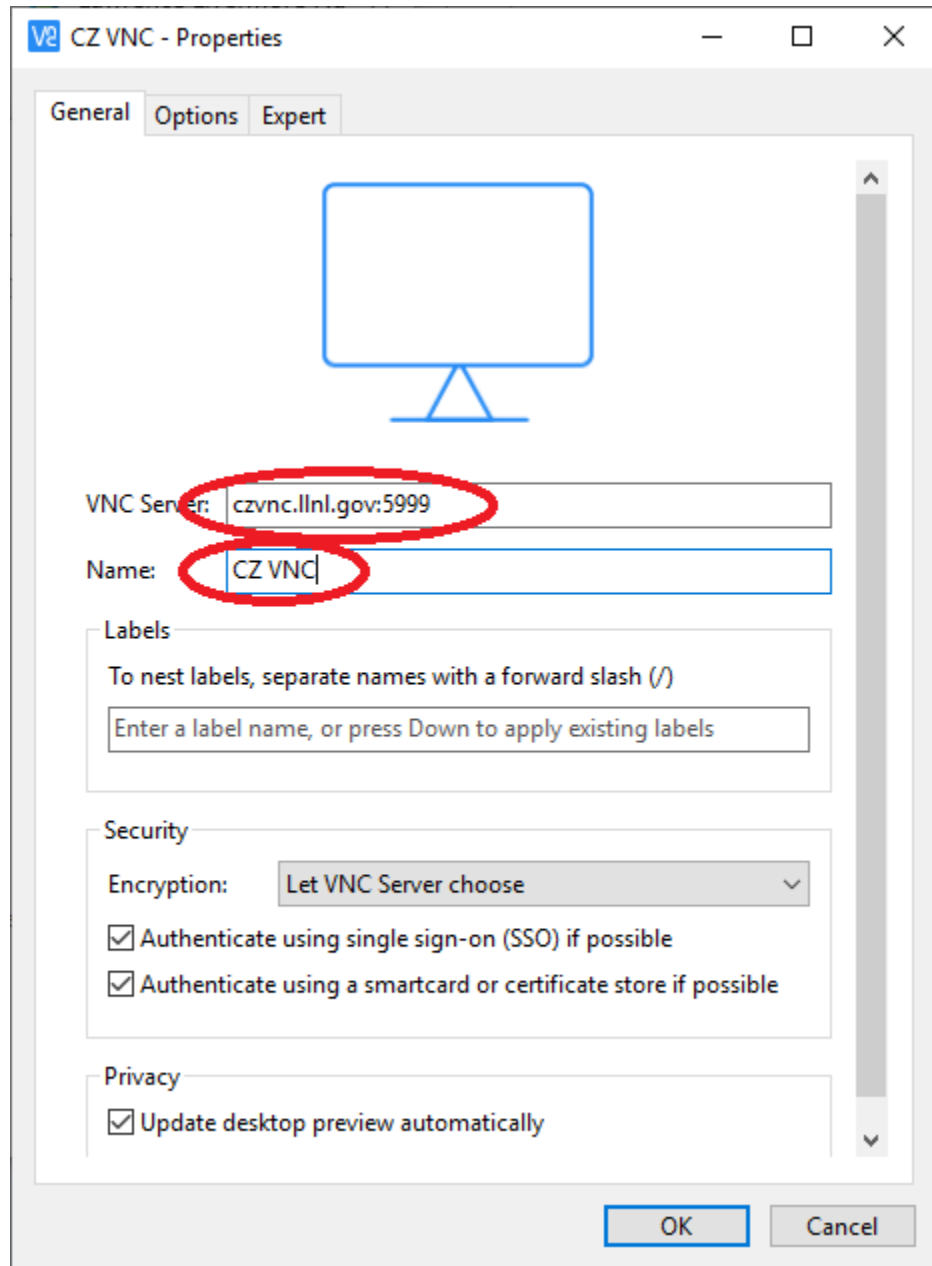 CZ VNC - Properties
General Options Expert
VNC Server: czvnc.llnl.gov:5999
Name: CZ VNC
Labels
To nest labels, separate names with a forward slash (/)
Enter a label name, or press Down to apply existing labels
Security
Encryption: Let VNC Server choose
Authenticate using single sign-on (SSO) if possible
Authenticate using a smartcard or certificate store if possible
Privacy
Update desktop preview automatically
OK Cancel